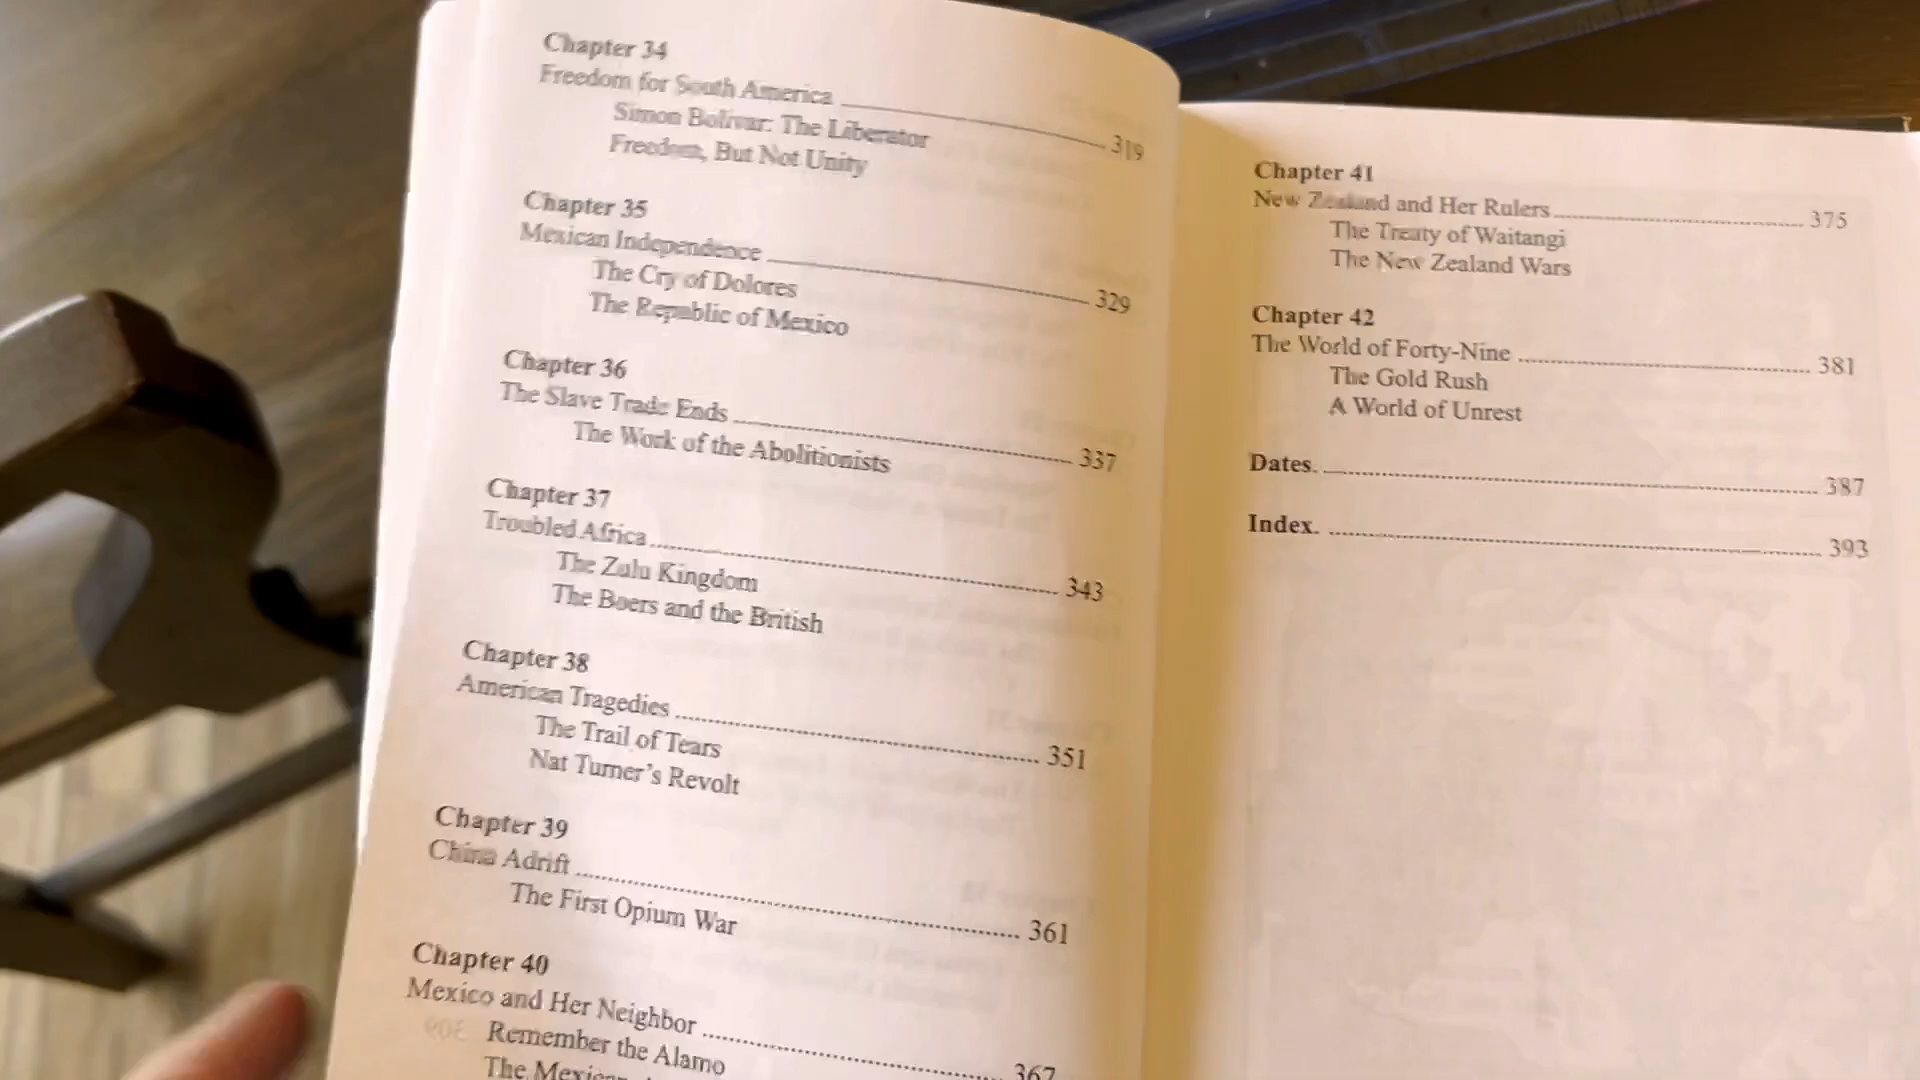 Chapter 34
Freedom for South America 319
Simon Bolivar: The Liberator
Freedom, But Not Unity
Chapter 35
Mexican Independence 329
The Cry of Dolores
The Republic of Mexico
Chapter 36
The Slave Trade Ends 337
The Work of the Abolitionists
Chapter 37
Troubled Africa 343
The Zulu Kingdom
The Boers and the British
Chapter 38
American Tragedies 351
The Trail of Tears
Nat Turner's Revolt
Chapter 39
China Adrift 361
The First Opium War
Chapter 40
Mexico and Her Neighbor 367
Remember the Alamo
The
Chapter 41
New Zealand and Her Rulers 375
The Treaty of Waitangi
The New Zealand Wars
Chapter 42
The World of Forty-Nine 381
The Gold Rush
A World of Unrest
Dates. 387
Index. 393